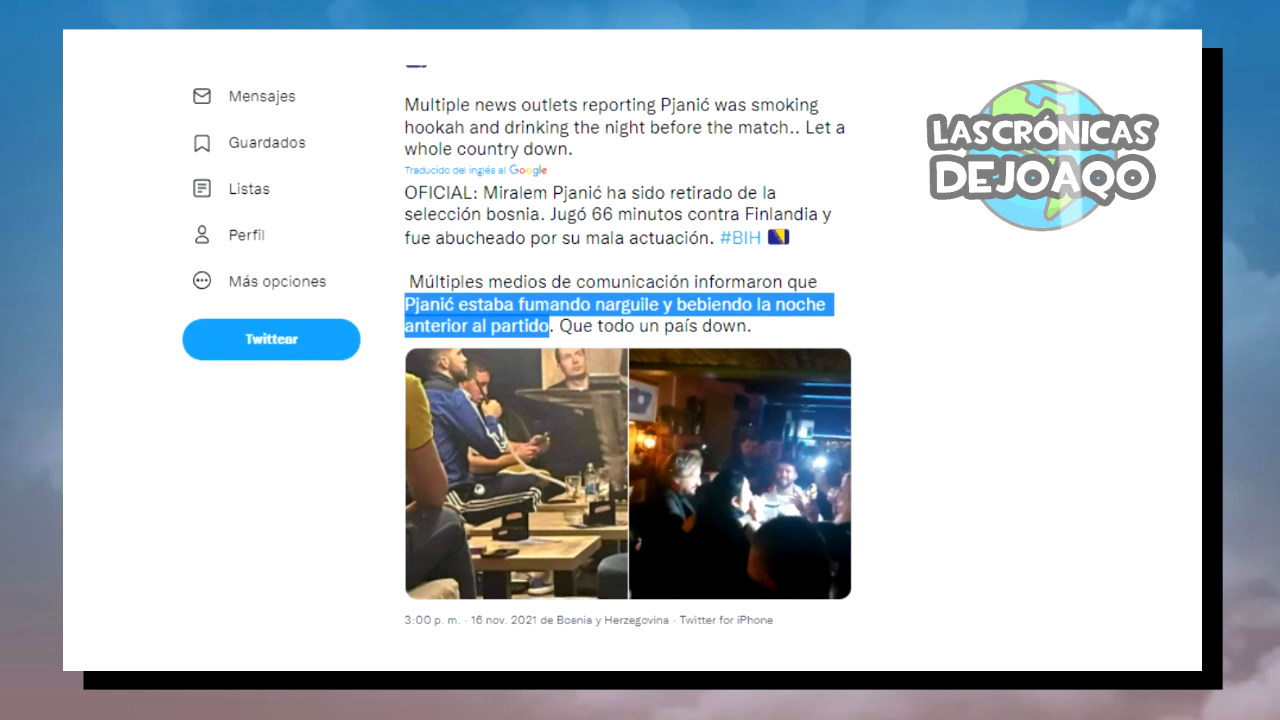 Mensajes
Guardados
Listas
Perfil
Más opciones
Twittear
Multiple news outlets reporting Pjanić was smoking
hookah and drinking the night before the match.. Let a
whole country down.
Traducido del inglés al Google
OFICIAL: Miralem Pjanić ha sido retirado de la
selección bosnia. Jugó 66 minutos contra Finlandia y
fue abucheado por su mala actuación. #BIH
Múltiples medios de comunicación informaron que
Pjanić estaba fumando narguile y bebiendo la noche
anterior al partido. Que todo un país down.
3:00 p. m. · 16 nov. 2021 de Bosnia y Herzegovina · Twitter for iPhone
LAS CRÓNICAS
DE JOAQO